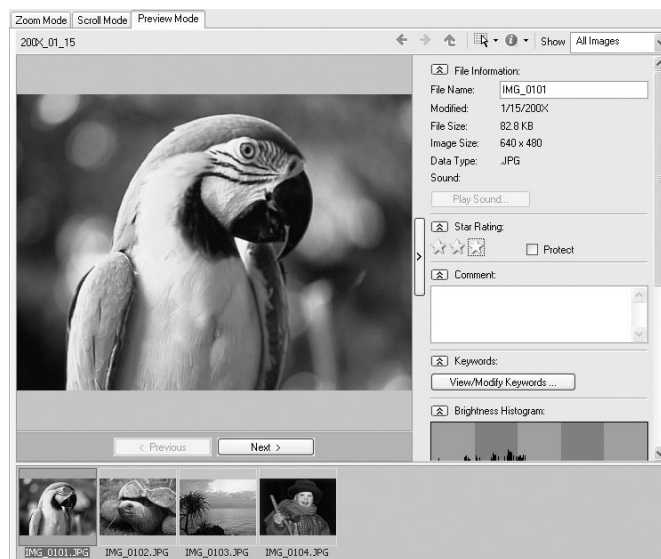 Zoom Mode Scroll Mode Preview Mode
200X_01_15
Show All Images
File Information:
File Name: IMG_0101
Modified: 1/15/200X
File Size: 82.8 KB
Image Size: 640 x 480
Data Type: .JPG
Sound:
Play Sound...
Star Rating:
Protect
Comment:
Keywords:
View/Modify Keywords ...
Brightness Histogram:
< Previous Next >
IMG_0101.JPG IMG_0102.JPG IMG_0103.JPG IMG_0104.JPG